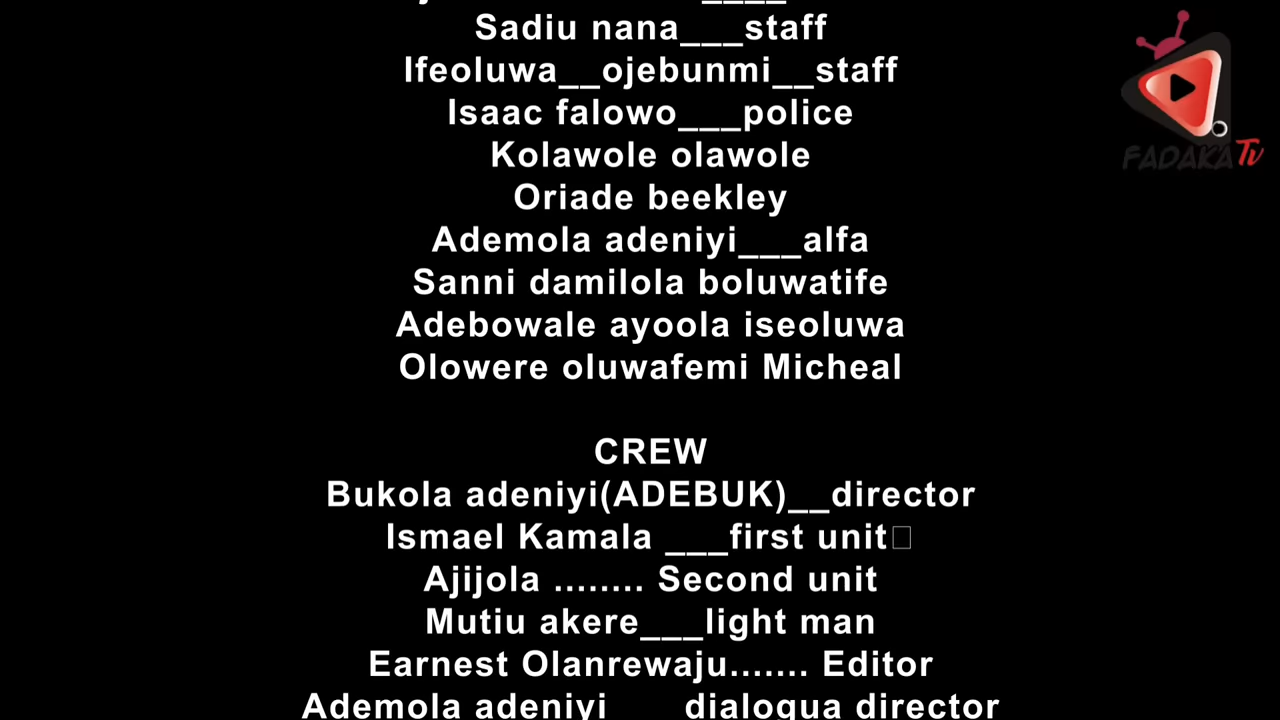 Sadiu nana___staff
Ifeoluwa__ojebunmi__staff
Isaac falowo___police
Kolawole olawole
Oriade beekley
Ademola adeniyi___alfa
Sanni damilola boluwatife
Adebowale ayoola iseoluwa
Olowere oluwafemi Micheal
CREW
Bukola adeniyi(ADEBUK)__director
Ismael Kamala ___first unit
Ajijola ........ Second unit
Mutiu akere___light man
Earnest Olanrewaju....... Editor
Ademola adeniyi dialogua director
FADAKA Tv